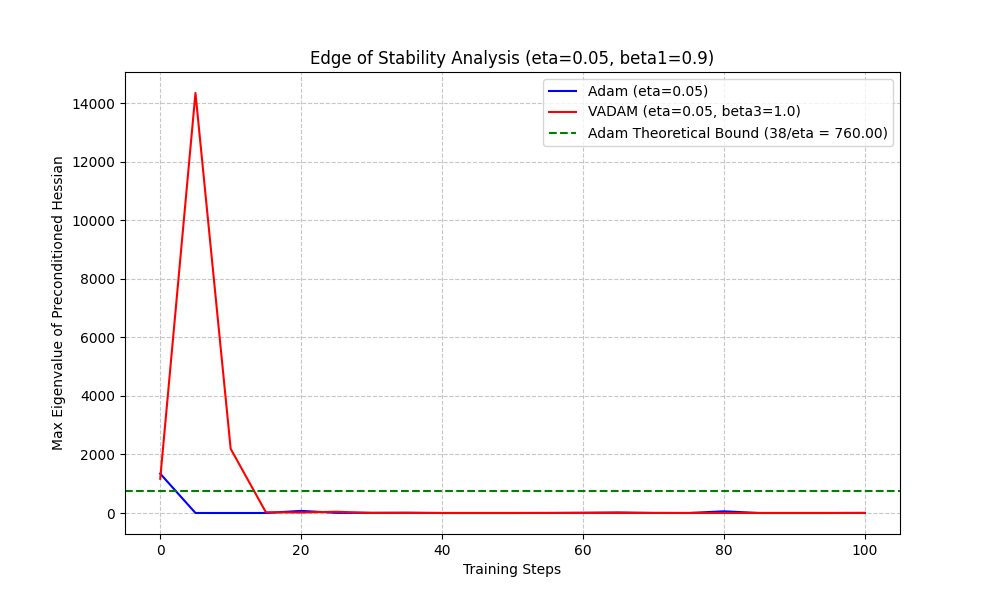 Edge of Stability Analysis (eta=0.05, beta1=0.9)
Adam (eta=0.05)
VADAM (eta=0.05, beta3=1.0)
Adam Theoretical Bound (38/eta = 760.00)
Max Eigenvalue of Preconditioned Hessian
14000
12000
10000
8000
6000
4000
2000
0
0
20
40
60
80
100
Training Steps